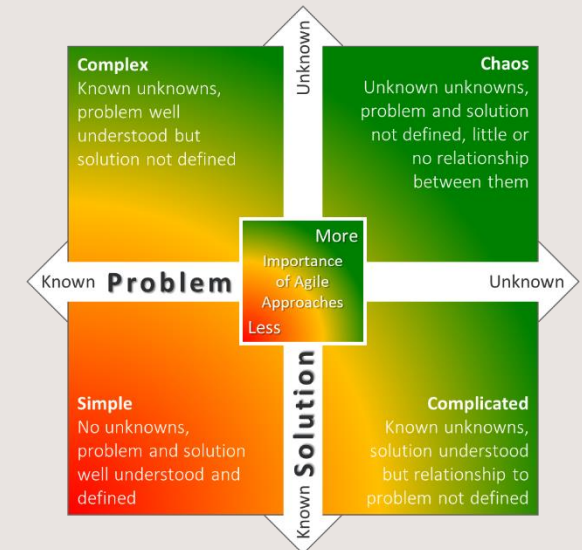 Unknown
Complex
Known unknowns,
problem well
understood but
solution not defined
Chaos
Unknown unknowns,
problem and solution
not defined, little or
no relationship
between them
More
Importance
of Agile
Approaches
Less
Known
Problem
Unknown
Simple
No unknowns,
problem and solution
well understood and
defined
Known
Solution
Complicated
Known unknowns,
solution understood
but relationship to
problem not defined